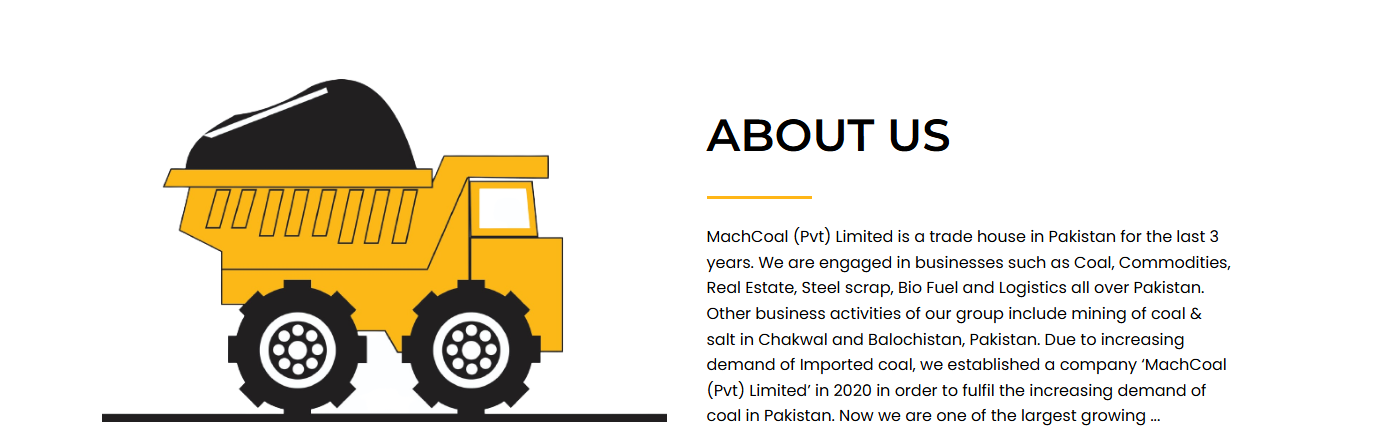 ABOUT US
MachCoal (Pvt) Limited is a trade house in Pakistan for the last 3
years. We are engaged in businesses such as Coal, Commodities,
Real Estate, Steel scrap, Bio Fuel and Logistics all over Pakistan.
Other business activities of our group include mining of coal &
salt in Chakwal and Balochistan, Pakistan. Due to increasing
demand of Imported coal, we established a company ‘MachCoal
(Pvt) Limited’ in 2020 in order to fulfil the increasing demand of
coal in Pakistan. Now we are one of the largest growing ...